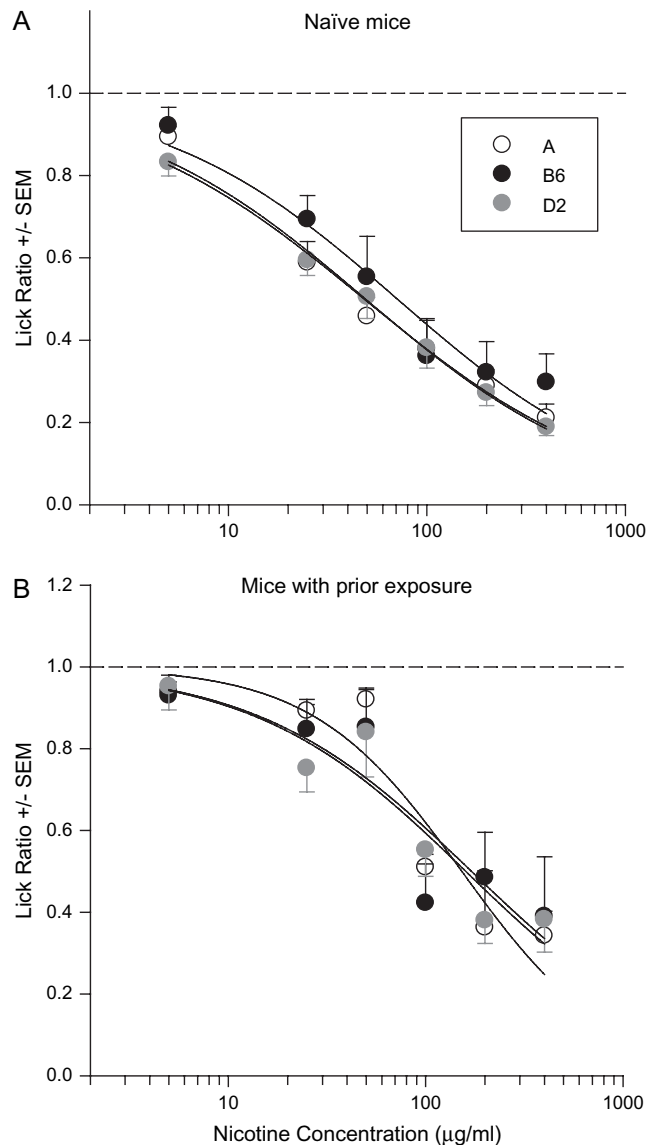 A
Naïve mice
1.0
0.8
0.6
0.4
0.2
0.0
Lick Ratio +/- SEM
A
B6
D2
10
100
1000
B
Mice with prior exposure
1.2
1.0
0.8
0.6
0.4
0.2
0.0
Lick Ratio +/- SEM
10
100
1000
Nicotine Concentration (μg/ml)